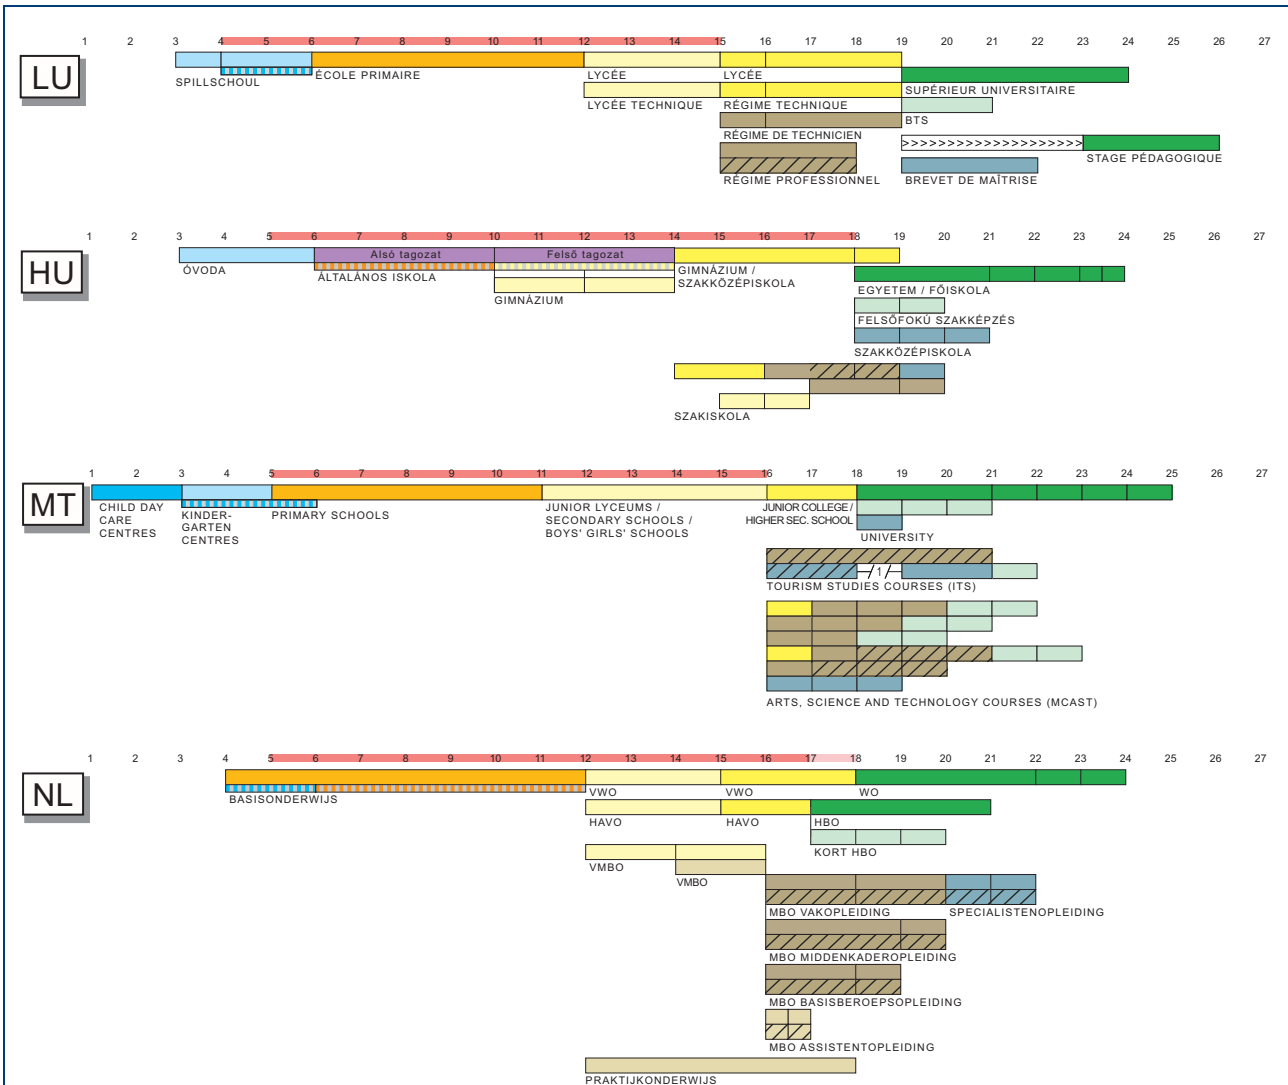 1 2 3 4 5 6 7 8 9 10 11 12 13 14 15 16 17 18 19 20 21 22 23 24 25 26 27
LU
SPILLSCHOUL
ÉCOLE PRIMAIRE
LYCÉE
LYCÉE
LYCÉE TECHNIQUE
RÉGIME TECHNIQUE
SUPÉRIEUR UNIVERSITAIRE
BTS
RÉGIME DE TECHNICIEN
>>>>>>>>>>>>>>>>>>>>
STAGE PÉDAGOGIQUE
RÉGIME PROFESSIONNEL
BREVET DE MAÎTRISE
1 2 3 4 5 6 7 8 9 10 11 12 13 14 15 16 17 18 19 20 21 22 23 24 25 26 27
HU
Alsó tagozat
Felső tagozat
ÓVODA
ÁLTALÁNOS ISKOLA
GIMNÁZIUM
GIMNÁZIUM /
SZAKKÖZÉPISKOLA
EGYETEM / FŐISKOLA
FELSŐFOKÚ SZAKKÉPZÉS
SZAKKÖZÉPISKOLA
SZAKISKOLA
1 2 3 4 5 6 7 8 9 10 11 12 13 14 15 16 17 18 19 20 21 22 23 24 25 26 27
MT
CHILD DAY
CARE
CENTRES
KINDER-
GARTEN
CENTRES
PRIMARY SCHOOLS
JUNIOR LYCEUMS /
SECONDARY SCHOOLS /
BOYS' GIRLS' SCHOOLS
JUNIOR COLLEGE /
HIGHER SEC. SCHOOL
UNIVERSITY
1
TOURISM STUDIES COURSES (ITS)
ARTS, SCIENCE AND TECHNOLOGY COURSES (MCAST)
1 2 3 4 5 6 7 8 9 10 11 12 13 14 15 16 17 18 19 20 21 22 23 24 25 26 27
NL
BASISONDERWIJS
VWO
VWO
WO
HAVO
HAVO
HBO
KORT HBO
VMBO
VMBO
MBO VAKOPLEIDING
SPECIALISTENOPLEIDING
MBO MIDDENKADEROPLEIDING
MBO BASISBEROEPSOPLEIDING
MBO ASSISTENTOPLEIDING
PRAKTIJKONDERWIJS